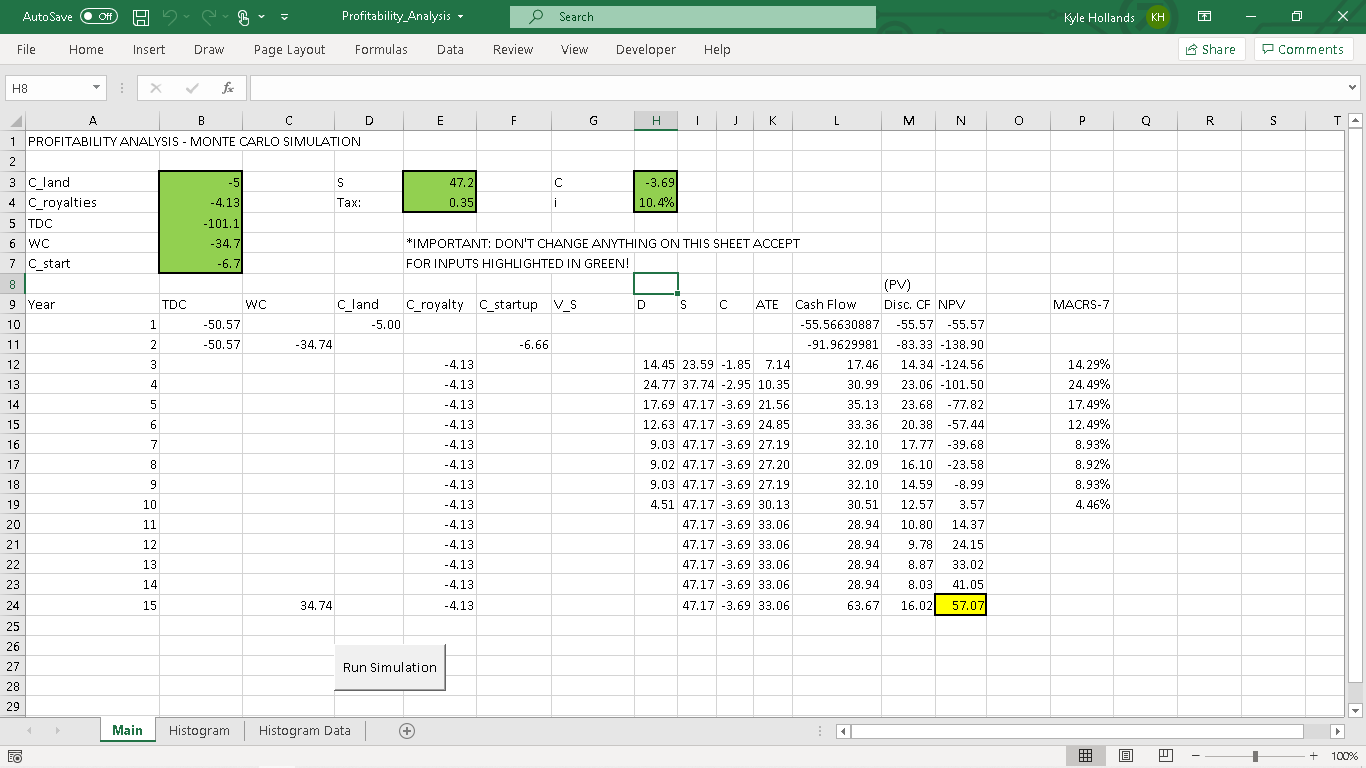 AutoSave Off Profitability_Analysis Search Kyle Hollands KH
File Home Insert Draw Page Layout Formulas Data Review View Developer Help Share Comments
H8 fx
A B C D E F G H I J K L M N O P Q R S T
1 PROFITABILITY ANALYSIS - MONTE CARLO SIMULATION
2
3 C_land -5 S 47.2 C -3.69
4 C_royalties -4.13 Tax: 0.35 i 10.4%
5 TDC -101.1
6 WC -34.7 *IMPORTANT: DON'T CHANGE ANYTHING ON THIS SHEET ACCEPT
7 C_start -6.7 FOR INPUTS HIGHLIGHTED IN GREEN!
8 (PV)
9 Year TDC WC C_land C_royalty C_startup V_S D S C ATE Cash Flow Disc. CF NPV MACRS-7
10 1 -50.57 -5.00 -55.56630887 -55.57 -55.57
11 2 -50.57 -34.74 -6.66 -91.9629981 -83.33 -138.90
12 3 -4.13 14.45 23.59 -1.85 7.14 17.46 14.34 -124.56 14.29%
13 4 -4.13 24.77 37.74 -2.95 10.35 30.99 23.06 -101.50 24.49%
14 5 -4.13 17.69 47.17 -3.69 21.56 35.13 23.68 -77.82 17.49%
15 6 -4.13 12.63 47.17 -3.69 24.85 33.36 20.38 -57.44 12.49%
16 7 -4.13 9.03 47.17 -3.69 27.19 32.10 17.77 -39.68 8.93%
17 8 -4.13 9.02 47.17 -3.69 27.20 32.09 16.10 -23.58 8.92%
18 9 -4.13 9.03 47.17 -3.69 27.19 32.10 14.59 -8.99 8.93%
19 10 -4.13 4.51 47.17 -3.69 30.13 30.51 12.57 3.57 4.46%
20 11 -4.13 47.17 -3.69 33.06 28.94 10.80 14.37
21 12 -4.13 47.17 -3.69 33.06 28.94 9.78 24.15
22 13 -4.13 47.17 -3.69 33.06 28.94 8.87 33.02
23 14 -4.13 47.17 -3.69 33.06 28.94 8.03 41.05
24 15 34.74 -4.13 47.17 -3.69 33.06 63.67 16.02 57.07
25
26
27 Run Simulation
28
29
Main Histogram Histogram Data
100%